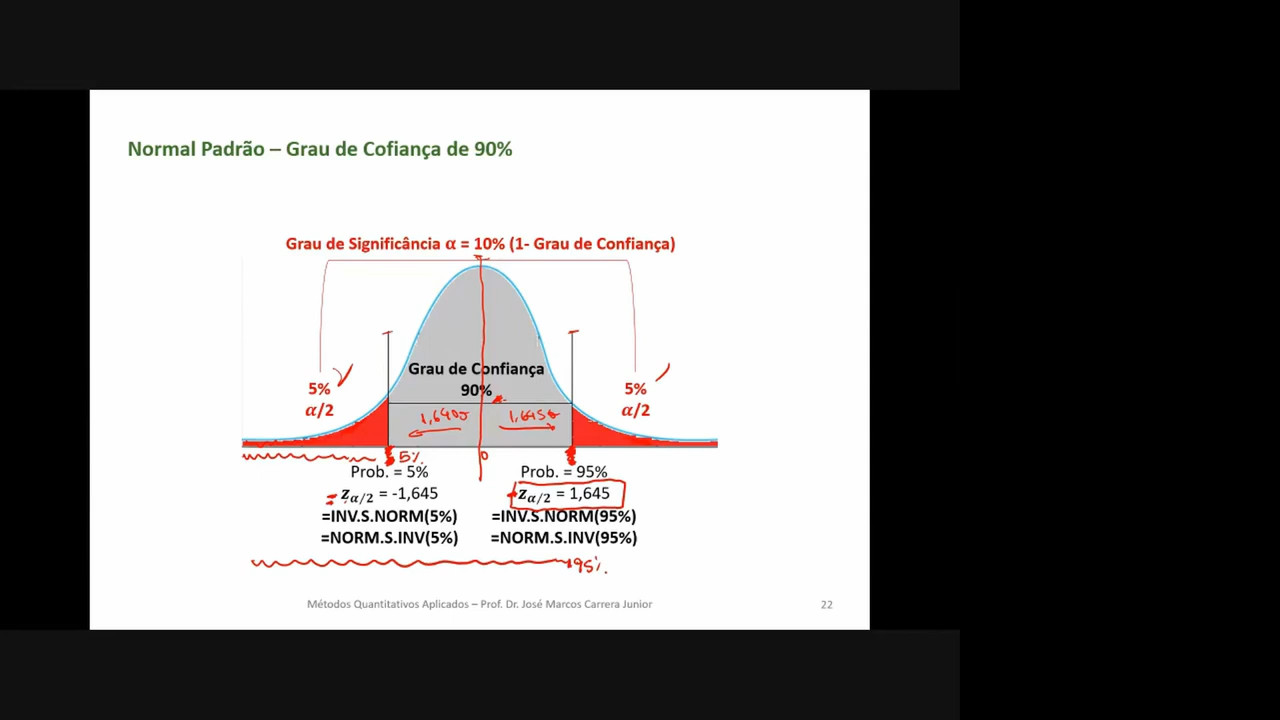 Normal Padrão – Grau de Cofiança de 90%
Grau de Significância α = 10% (1- Grau de Confiança)
Grau de Confiança
90%
5%
α/2
5%
α/2
1,645σ
5%
0
Prob. = 5%
zα/2 = -1,645
=INV.S.NORM(5%)
=NORM.S.INV(5%)
Prob. = 95%
zα/2 = 1,645
=INV.S.NORM(95%)
=NORM.S.INV(95%)
95%.
Métodos Quantitativos Aplicados – Prof. Dr. José Marcos Carrera Junior
22